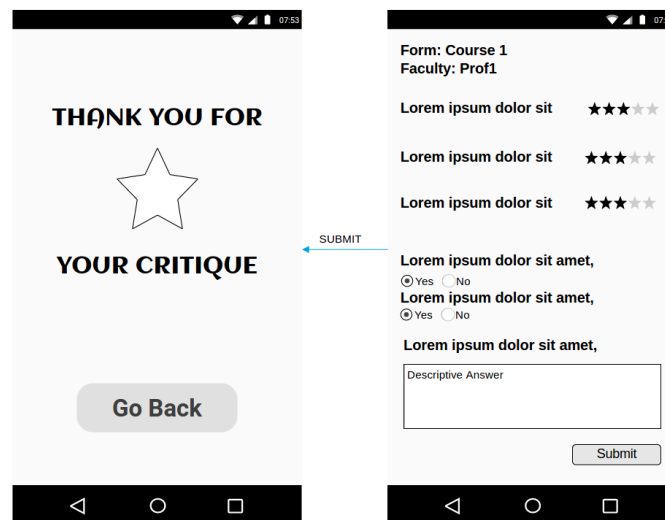 07:53
THANK YOU FOR
YOUR CRITIQUE
Go Back
SUBMIT
07:
Form: Course 1
Faculty: Prof1
Lorem ipsum dolor sit
Lorem ipsum dolor sit
Lorem ipsum dolor sit
Lorem ipsum dolor sit amet,
Yes No
Lorem ipsum dolor sit amet,
Yes No
Lorem ipsum dolor sit amet,
Descriptive Answer
Submit